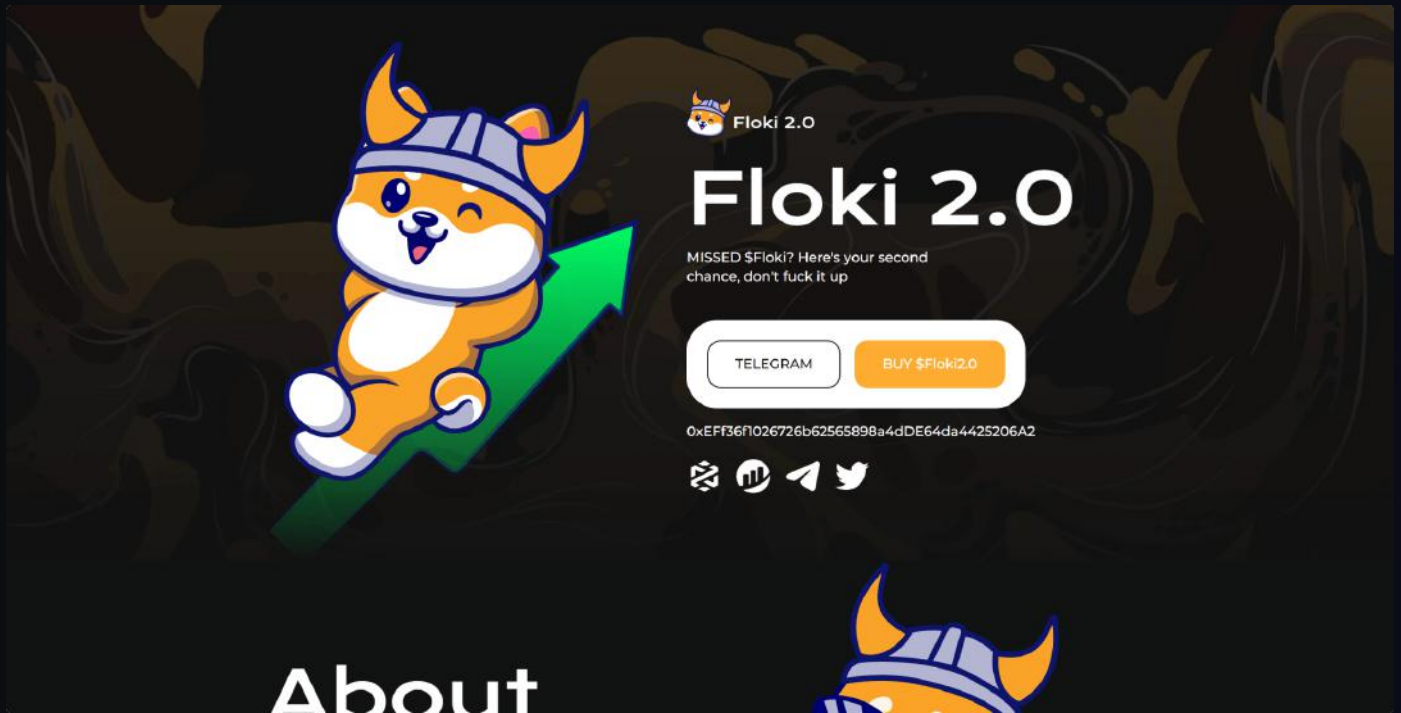 Floki 2.0
Floki 2.0
MISSED $Floki? Here's your second
chance, don't fuck it up
TELEGRAM
BUY $Floki2.0
0xEFf36f1026726b62565898a4dDE64da4425206A2
About